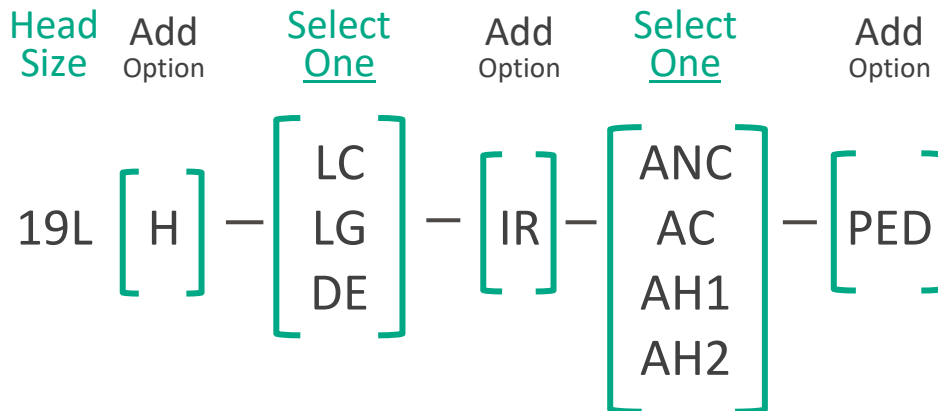 Head Size
Add Option
Select One
Add Option
Select One
Add Option
19L H – LC – IR – ANC – PED
LG AC
DE AH1
AH2